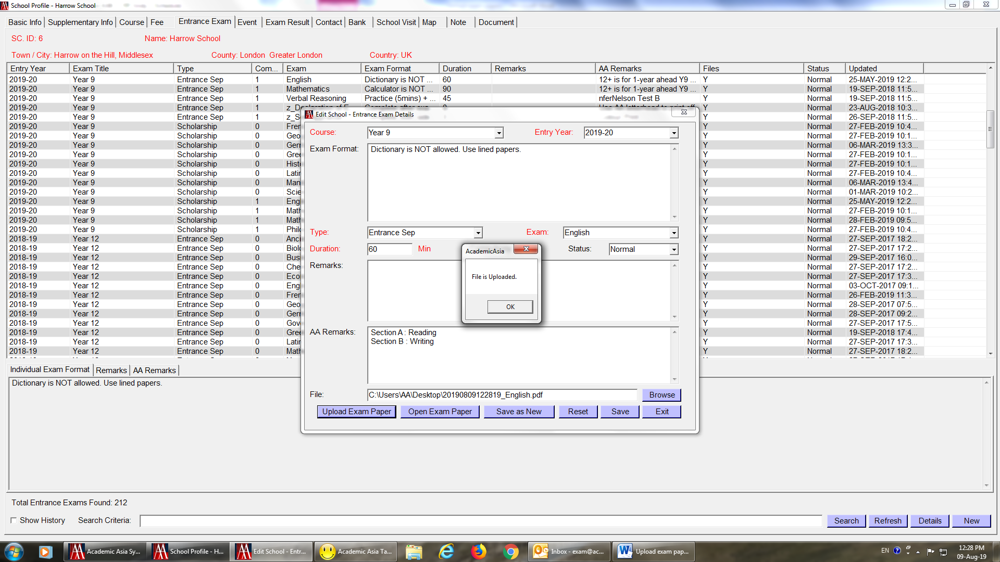 School Profile - Harrow School
Basic Info Supplementary Info Course Fee Entrance Exam Event Exam Result Contact Bank School Visit Map Note Document
SC. ID: 6 Name: Harrow School
Town / City: Harrow on the Hill, Middlesex County: London Greater London Country: UK
Entry Year Exam Title Type Com... Exam Exam Format Duration Remarks AA Remarks Files Status Updated
2019-20 Year 9 Entrance Sep 1 English Dictionary is NOT ... 60 12+ is for 1-year ahead Y9 ... Y Normal 25-MAY-2019 12:2...
2019-20 Year 9 Entrance Sep 1 Mathematics Calculator is NOT ... 90 12+ is for 1-year ahead Y9 ... Y Normal 19-SEP-2018 11:5...
2019-20 Year 9 Entrance Sep 1 Verbal Reasoning Practice (5mins) + ... 45 nferNelson Test B Y Normal 19-SEP-2018 11:5...
2019-20 Year 9 Entrance Sep 1 Y Normal 23-AUG-2018 10:3...
2019-20 Year 9 Entrance Sep 1 Y Normal 26-SEP-2018 11:5...
2019-20 Year 9 Scholarship 0 Y Normal 27-FEB-2019 10:4...
2019-20 Year 9 Scholarship 0 Geo Y Normal 27-FEB-2019 10:1...
2019-20 Year 9 Scholarship 0 Y Normal 06-MAR-2019 13:3...
2019-20 Year 9 Scholarship 0 Gre Y Normal 27-FEB-2019 10:1...
2019-20 Year 9 Scholarship 0 Y Normal 27-FEB-2019 10:1...
2019-20 Year 9 Scholarship 0 Y Normal 27-FEB-2019 10:4...
2019-20 Year 9 Scholarship 0 Y Normal 06-MAR-2019 13:4...
2019-20 Year 9 Scholarship 0 Scie Y Normal 01-MAR-2019 10:2...
2019-20 Year 9 Scholarship 1 Eng Y Normal 25-MAY-2019 12:2...
2019-20 Year 9 Scholarship 1 Y Normal 27-FEB-2019 10:1...
2019-20 Year 9 Scholarship 1 Y Normal 28-FEB-2019 09:5...
2019-20 Year 9 Scholarship 1 Y Normal 27-FEB-2019 10:4...
2018-19 Year 12 Entrance Sep 0 Y Normal 27-SEP-2017 18:2...
2018-19 Year 12 Entrance Sep 0 Y Normal 27-SEP-2017 17:2...
2018-19 Year 12 Entrance Sep 0 Y Normal 29-SEP-2017 16:0...
2018-19 Year 12 Entrance Sep 0 Che Y Normal 27-SEP-2017 17:2...
2018-19 Year 12 Entrance Sep 0 Eco Y Normal 27-SEP-2017 17:3...
2018-19 Year 12 Entrance Sep 0 Eng Y Normal 03-OCT-2017 09:1...
2018-19 Year 12 Entrance Sep 0 Y Normal 26-FEB-2019 11:3...
2018-19 Year 12 Entrance Sep 0 Geo Y Normal 28-SEP-2017 07:5...
2018-19 Year 12 Entrance Sep 0 Y Normal 28-SEP-2017 09:2...
2018-19 Year 12 Entrance Sep 0 Gov Y Normal 27-SEP-2017 17:5...
2018-19 Year 12 Entrance Sep 0 Gre Y Normal 19-SEP-2018 17:4...
2018-19 Year 12 Entrance Sep 0 Y Normal 27-SEP-2017 17:3...
2018-19 Year 12 Entrance Sep 0 Y Normal 27-SEP-2017 18:2...
Edit School - Entrance Exam Details
Course: Year 9 Entry Year: 2019-20
Exam Format: Dictionary is NOT allowed. Use lined papers.
Type: Entrance Sep Exam: English
Duration: 60 Min Status: Normal
Remarks:
AcademicAsia
File is Uploaded.
OK
AA Remarks: Section A : Reading
Section B : Writing
File: C:\Users\AA\Desktop\20190809122819_English.pdf Browse
Upload Exam Paper Open Exam Paper Save as New Reset Save Exit
Individual Exam Format Remarks AA Remarks
Dictionary is NOT allowed. Use lined papers.
Total Entrance Exams Found: 212
Show History Search Criteria: Search Refresh Details New
Academic Asia Sy... School Profile - H... Edit School - Entr... Academic Asia Ta... Inbox - exam@ac... Upload exam pap... EN 12:28 PM
09-Aug-19